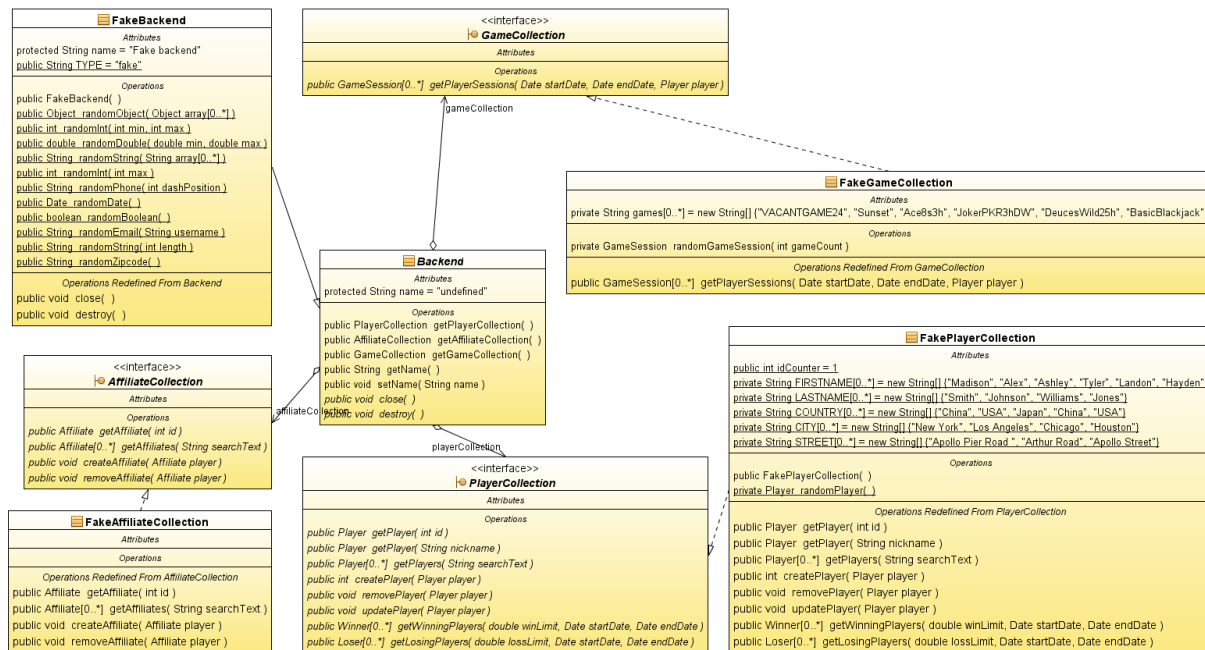 FakeBackend
Attributes
protected String name = "Fake backend"
public String TYPE = "fake"
Operations
public FakeBackend( )
public Object randomObject( Object array[0..*] )
public int randomInt( int min, int max )
public double randomDouble( double min, double max )
public String randomString( String array[0..*] )
public int randomInt( int max )
public String randomPhone( int dashPosition )
public Date randomDate( )
public boolean randomBoolean( )
public String randomEmail( String username )
public String randomString( int length )
public String randomZipcode( )
Operations Redefined From Backend
public void close( )
public void destroy( )
<<interface>>
GameCollection
Attributes
Operations
public GameSession[0..*] getPlayerSessions( Date startDate, Date endDate, Player player )
gameCollection
FakeGameCollection
Attributes
private String games[0..*] = new String[] {"VACANTGAME24", "Sunset", "Ace8s3h", "JokerPKR3hDW", "DeucesWild25h", "BasicBlackjack"
Operations
private GameSession randomGameSession( int gameCount )
Operations Redefined From GameCollection
public GameSession[0..*] getPlayerSessions( Date startDate, Date endDate, Player player )
Backend
Attributes
protected String name = "undefined"
Operations
public PlayerCollection getPlayerCollection( )
public AffiliateCollection getAffiliateCollection( )
public GameCollection getGameCollection( )
public String getName( )
public void setName( String name )
public void close( )
public void destroy( )
affiliateCollection
playerCollection
<<interface>>
AffiliateCollection
Attributes
Operations
public Affiliate getAffiliate( int id )
public Affiliate[0..*] getAffiliates( String searchText )
public void createAffiliate( Affiliate player )
public void removeAffiliate( Affiliate player )
FakeAffiliateCollection
Attributes
Operations
Operations Redefined From AffiliateCollection
public Affiliate getAffiliate( int id )
public Affiliate[0..*] getAffiliates( String searchText )
public void createAffiliate( Affiliate player )
public void removeAffiliate( Affiliate player )
<<interface>>
PlayerCollection
Attributes
Operations
public Player getPlayer( int id )
public Player getPlayer( String nickname )
public Player[0..*] getPlayers( String searchText )
public int createPlayer( Player player )
public void removePlayer( Player player )
public void updatePlayer( Player player )
public Winner[0..*] getWinningPlayers( double winLimit, Date startDate, Date endDate )
public Loser[0..*] getLosingPlayers( double lossLimit, Date startDate, Date endDate )
FakePlayerCollection
Attributes
public int idCounter = 1
private String FIRSTNAME[0..*] = new String[] {"Madison", "Alex", "Ashley", "Tyler", "Landon", "Hayden"
private String LASTNAME[0..*] = new String[] {"Smith", "Johnson", "Williams", "Jones"}
private String COUNTRY[0..*] = new String[] {"China", "USA", "Japan", "China", "USA"}
private String CITY[0..*] = new String[] {"New York", "Los Angeles", "Chicago", "Houston"}
private String STREET[0..*] = new String[] {"Apollo Pier Road ", "Arthur Road", "Apollo Street"}
Operations
public FakePlayerCollection( )
private Player randomPlayer( )
Operations Redefined From PlayerCollection
public Player getPlayer( int id )
public Player getPlayer( String nickname )
public Player[0..*] getPlayers( String searchText )
public int createPlayer( Player player )
public void removePlayer( Player player )
public void updatePlayer( Player player )
public Winner[0..*] getWinningPlayers( double winLimit, Date startDate, Date endDate )
public Loser[0..*] getLosingPlayers( double lossLimit, Date startDate, Date endDate )